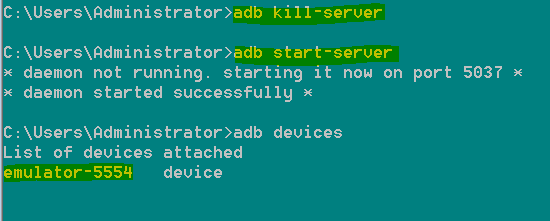 C:\Users\Administrator>adb kill-server
C:\Users\Administrator>adb start-server
* daemon not running. starting it now on port 5037 *
* daemon started successfully *
C:\Users\Administrator>adb devices
List of devices attached
emulator-5554   device